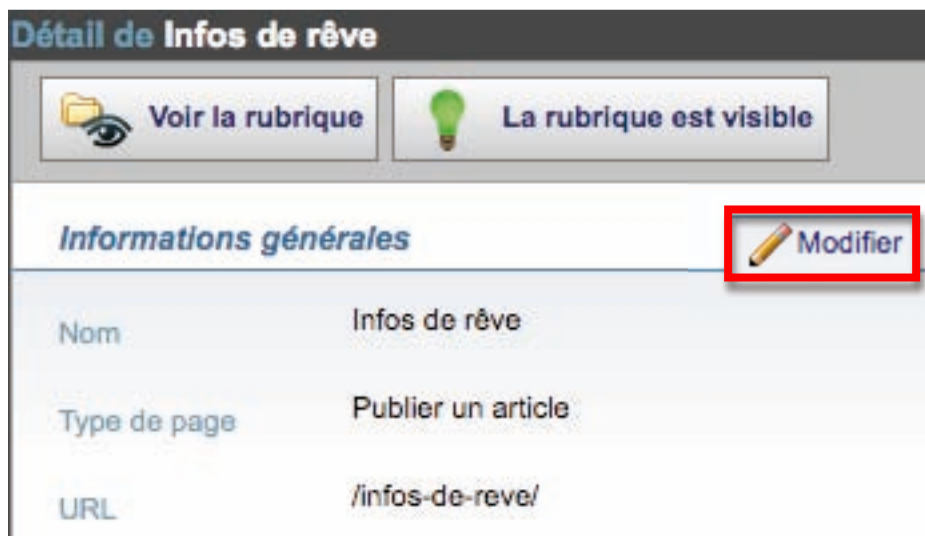 Détail de Infos de rêve
Voir la rubrique
La rubrique est visible
Informations générales
Modifier
Nom
Infos de rêve
Type de page
Publier un article
URL
/infos-de-reve/